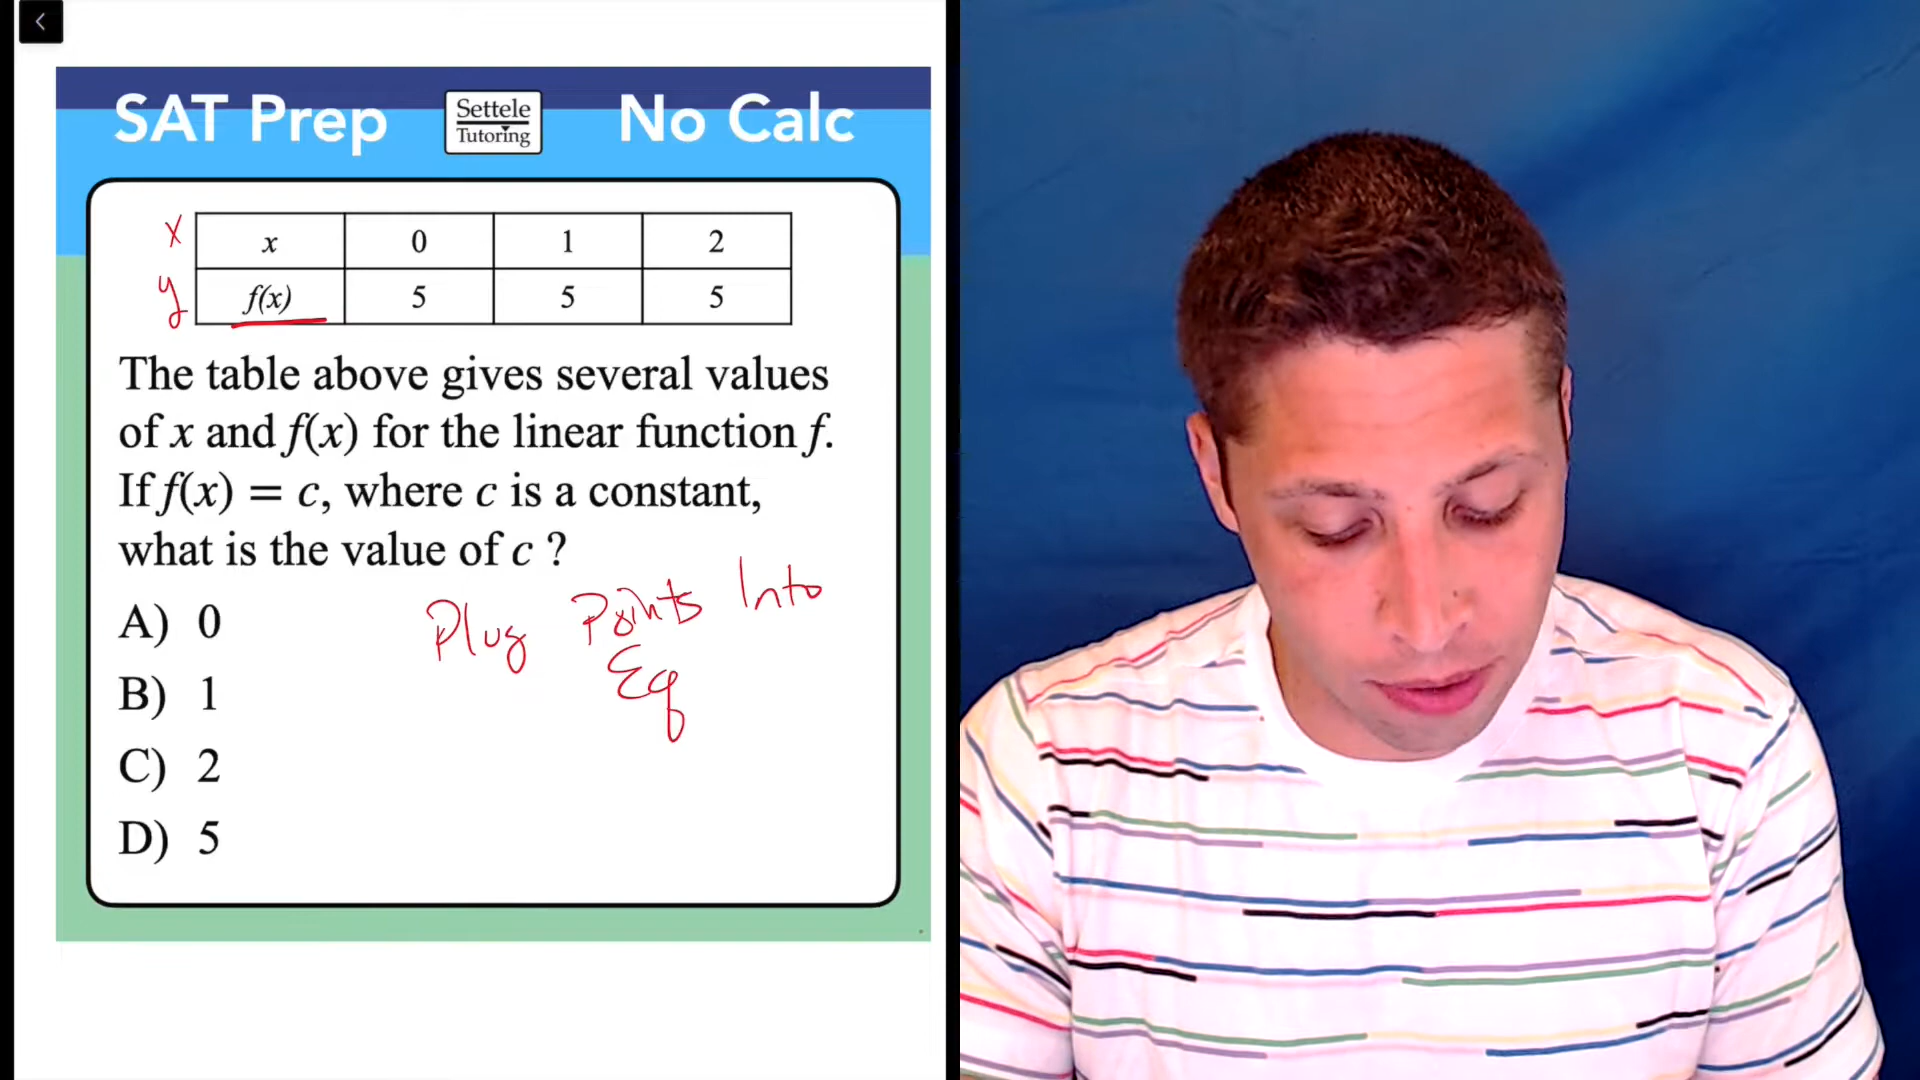 SAT Prep
Settele
Tutoring
No Calc
x x 0 1 2
y f(x) 5 5 5
The table above gives several values
of x and f(x) for the linear function f.
If f(x) = c, where c is a constant,
what is the value of c ?
Plug Points Into
Eq
A) 0
B) 1
C) 2
D) 5